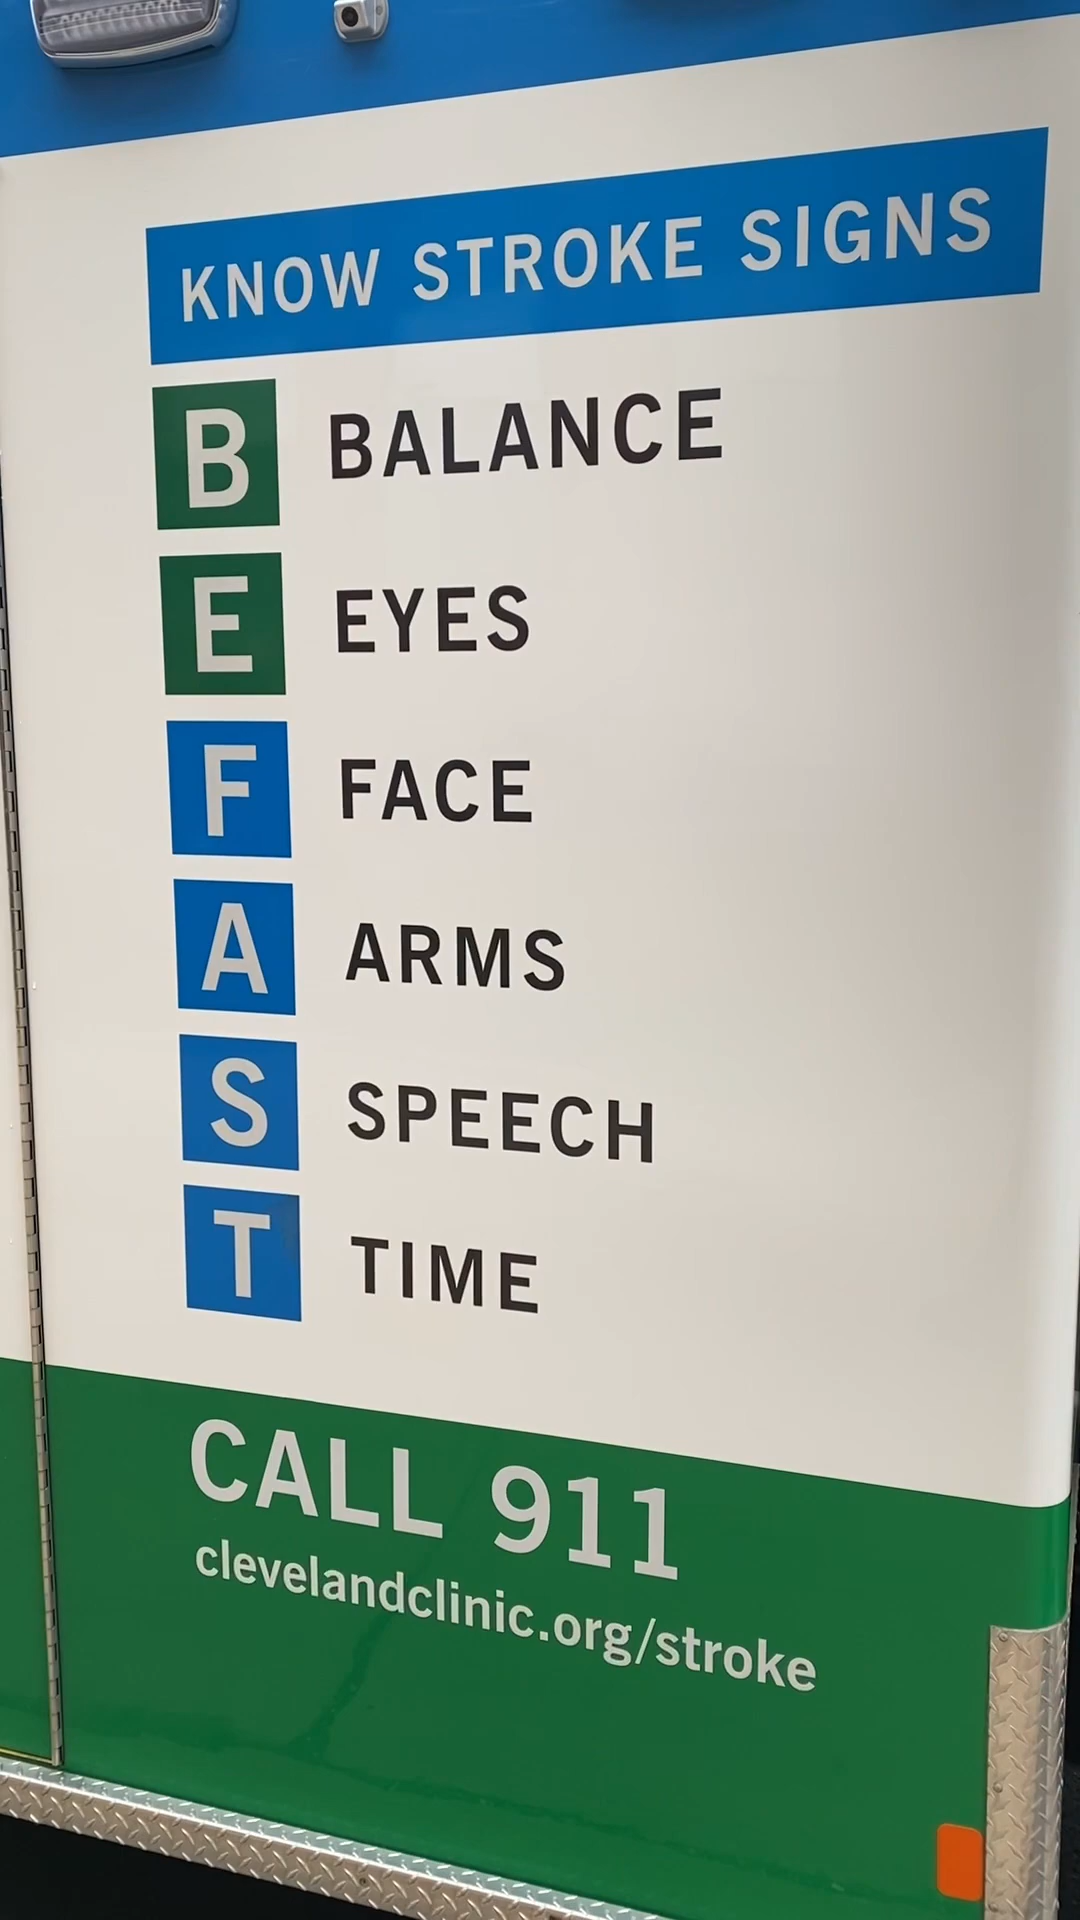 KNOW STROKE SIGNS
B BALANCE
E EYES
F FACE
A ARMS
S SPEECH
T TIME
CALL 911
clevelandclinic.org/stroke